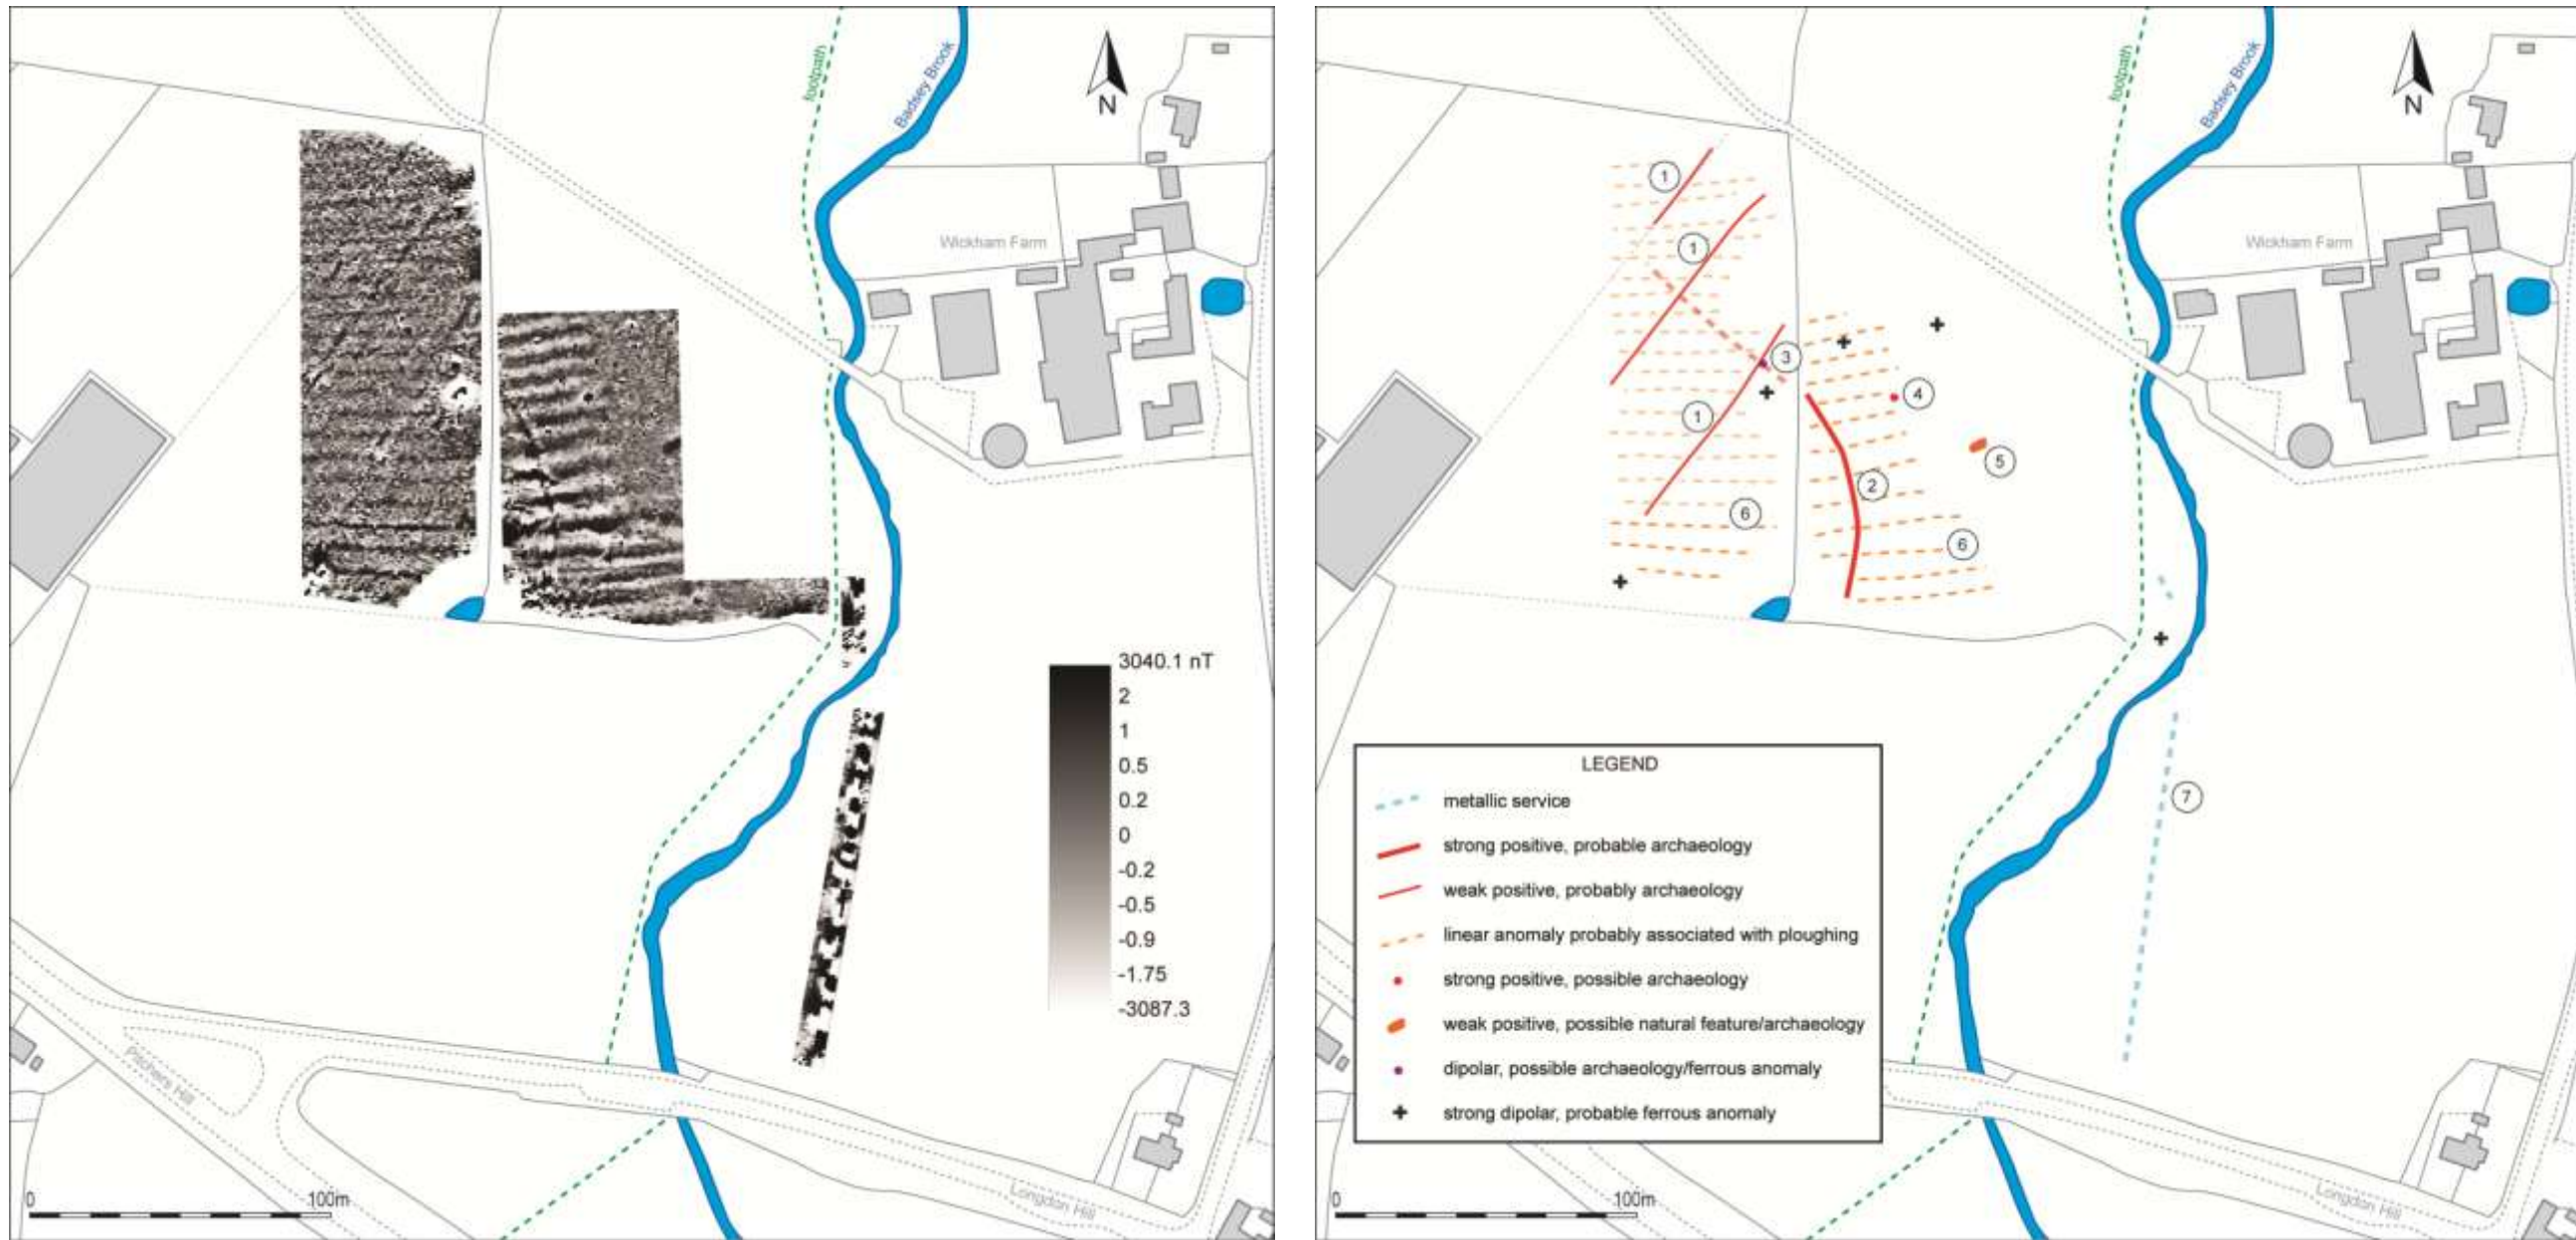 footpath
Badsey Brook
N
Wickham Farm
3040.1 nT
2
1
0.5
0.2
0
-0.2
-0.5
-0.9
-1.75
-3087.3
Pitchers Hill
Longdon Hill
0 100m
footpath
Badsey Brook
N
Wickham Farm
1
1
3
4
1
5
2
6
6
7
LEGEND
metallic service
strong positive, probable archaeology
weak positive, probably archaeology
linear anomaly probably associated with ploughing
strong positive, possible archaeology
weak positive, possible natural feature/archaeology
dipolar, possible archaeology/ferrous anomaly
strong dipolar, probable ferrous anomaly
Longdon Hill
0 100m